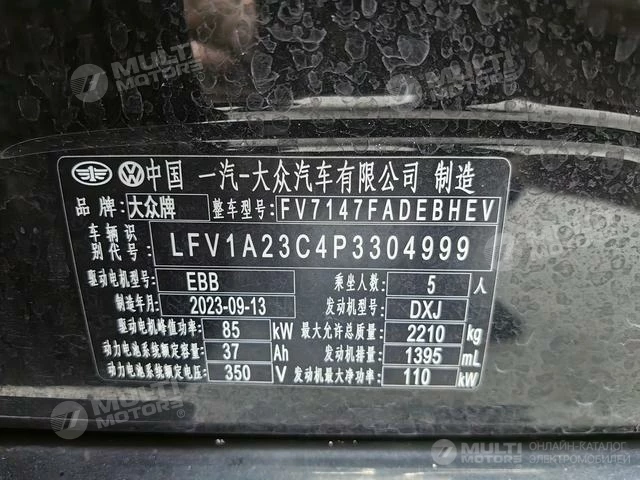 MULTI MOTORS
MULTI MOTORS
中国 一汽-大众汽车有限公司 制造
品牌: 大众牌 整车型号: FV7147FADEBHEV
车辆识别代号: LFV1A23C4P3304999
驱动电机型号: EBB 乘坐人数: 5 人
制造年月: 2023-09-13 发动机型号: DXJ
驱动电机峰值功率: 85 kW 最大允许总质量: 2210 kg
动力电池系统额定容量: 37 Ah 发动机排量: 1395 mL
动力电池系统额定电压: 350 V 发动机最大净功率: 110 kW
MULTI MOTORS
MULTI MOTORS
MULTI MOTORS ОНЛАЙН-КАТАЛОГ ЭЛЕКТРОМОБИЛЕЙ